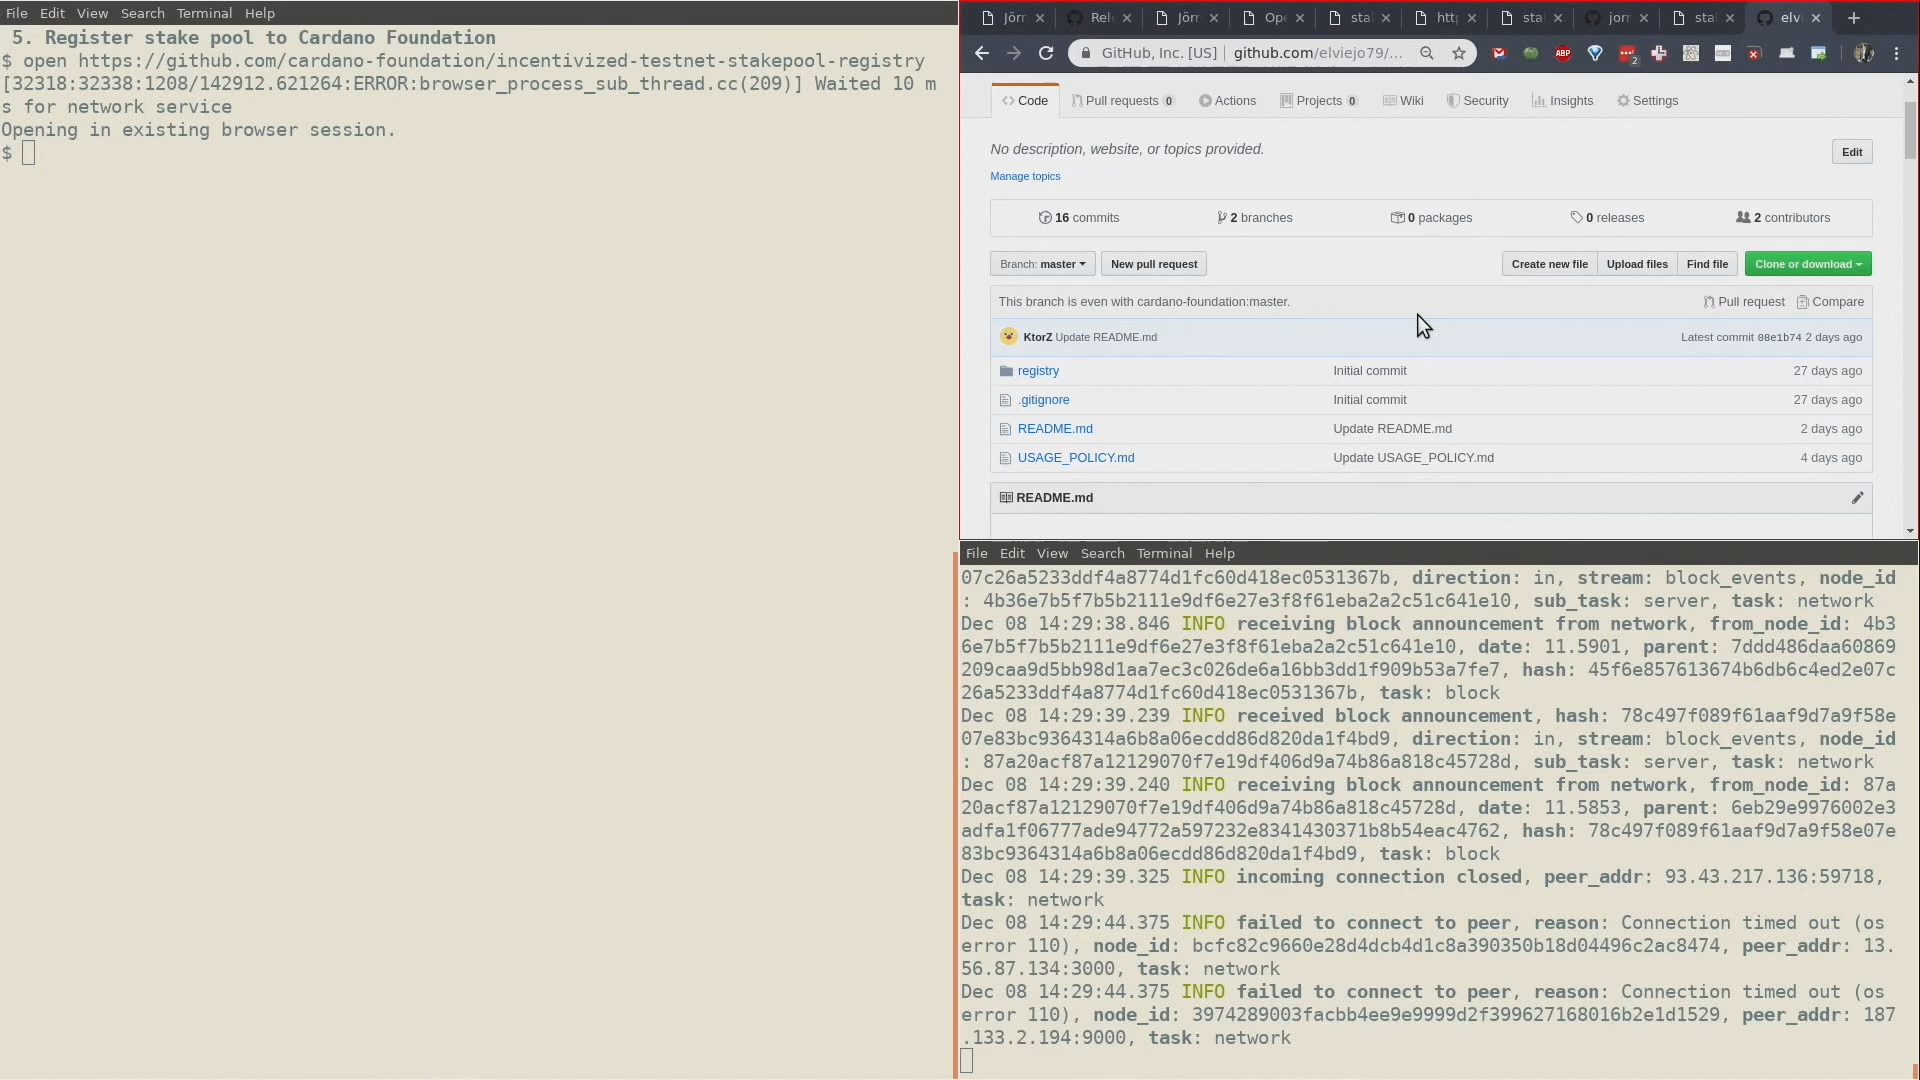 File Edit View Search Terminal Help
5. Register stake pool to Cardano Foundation
$ open https://github.com/cardano-foundation/incentivized-testnet-stakepool-registry
[32318:32338:1208/142912.621264:ERROR:browser_process_sub_thread.cc(209)] Waited 10 m
s for network service
Opening in existing browser session.
$
Jörn Rel Jörr Ope stal http stal jorr stal elvi
GitHub, Inc. [US] github.com/elviejo79/...
ABP
2
Code Pull requests 0 Actions Projects 0 Wiki Security Insights Settings
No description, website, or topics provided.
Edit
Manage topics
16 commits 2 branches 0 packages 0 releases 2 contributors
Branch: master New pull request Create new file Upload files Find file Clone or download
This branch is even with cardano-foundation:master. Pull request Compare
KtorZ Update README.md Latest commit 08e1b74 2 days ago
registry Initial commit 27 days ago
.gitignore Initial commit 27 days ago
README.md Update README.md 2 days ago
USAGE_POLICY.md Update USAGE_POLICY.md 4 days ago
README.md
File Edit View Search Terminal Help
07c26a5233ddf4a8774d1fc60d418ec0531367b, direction: in, stream: block_events, node_id
: 4b36e7b5f7b5b2111e9df6e27e3f8f61eba2a2c51c641e10, sub_task: server, task: network
Dec 08 14:29:38.846 INFO receiving block announcement from network, from_node_id: 4b3
6e7b5f7b5b2111e9df6e27e3f8f61eba2a2c51c641e10, date: 11.5901, parent: 7ddd486daa60869
209caa9d5bb98d1aa7ec3c026de6a16bb3dd1f909b53a7fe7, hash: 45f6e857613674b6db6c4ed2e07c
26a5233ddf4a8774d1fc60d418ec0531367b, task: block
Dec 08 14:29:39.239 INFO received block announcement, hash: 78c497f089f61aaf9d7a9f58e
07e83bc9364314a6b8a06ecdd86d820da1f4bd9, direction: in, stream: block_events, node_id
: 87a20acf87a12129070f7e19df406d9a74b86a818c45728d, sub_task: server, task: network
Dec 08 14:29:39.240 INFO receiving block announcement from network, from_node_id: 87a
20acf87a12129070f7e19df406d9a74b86a818c45728d, date: 11.5853, parent: 6eb29e9976002e3
adfa1f06777ade94772a597232e8341430371b8b54eac4762, hash: 78c497f089f61aaf9d7a9f58e07e
83bc9364314a6b8a06ecdd86d820da1f4bd9, task: block
Dec 08 14:29:39.325 INFO incoming connection closed, peer_addr: 93.43.217.136:59718,
task: network
Dec 08 14:29:44.375 INFO failed to connect to peer, reason: Connection timed out (os
error 110), node_id: bcfc82c9660e28d4dcb4d1c8a390350b18d04496c2ac8474, peer_addr: 13.
56.87.134:3000, task: network
Dec 08 14:29:44.375 INFO failed to connect to peer, reason: Connection timed out (os
error 110), node_id: 3974289003facbb4ee9e9999d2f399627168016b2e1d1529, peer_addr: 187
.133.2.194:9000, task: network